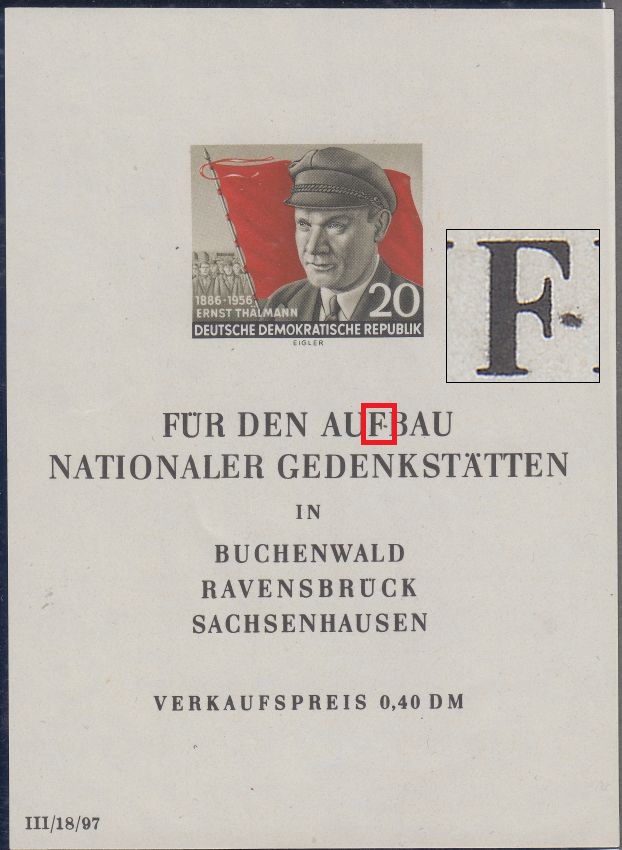 1886-1956
ERNST THÄLMANN
20
DEUTSCHE DEMOKRATISCHE REPUBLIK
EIGLER
F
FÜR DEN AUFBAU
NATIONALER GEDENKSTÄTTEN
IN
BUCHENWALD
RAVENSBRÜCK
SACHSENHAUSEN
VERKAUFSPREIS 0,40 DM
III/18/97